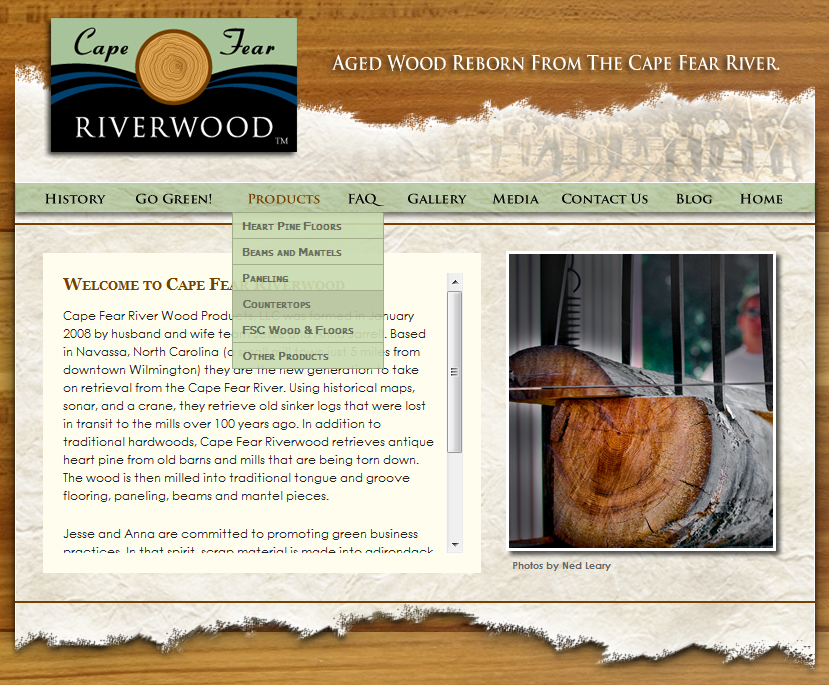 Cape Fear
RIVERWOOD TM
AGED WOOD REBORN FROM THE CAPE FEAR RIVER.
HISTORY GO GREEN! PRODUCTS FAQ GALLERY MEDIA CONTACT US BLOG HOME
HEART PINE FLOORS
BEAMS AND MANTELS
PANELING
COUNTERTOPS
FSC WOOD & FLOORS
OTHER PRODUCTS
WELCOME TO CAPE FEAR RIVERWOOD
Cape Fear River Wood Products, LLC was formed in January
2008 by husband and wife team Based
in Navassa, North Carolina just 5 miles from
downtown Wilmington) they are the new generation to take
on retrieval from the Cape Fear River. Using historical maps,
sonar, and a crane, they retrieve old sinker logs that were lost
in transit to the mills over 100 years ago. In addition to
traditional hardwoods, Cape Fear Riverwood retrieves antique
heart pine from old barns and mills that are being torn down.
The wood is then milled into traditional tongue and groove
flooring, paneling, beams and mantel pieces.
Jesse and Anna are committed to promoting green business
practices. In that spirit, scrap material is made into adirondack
Photos by Ned Leary